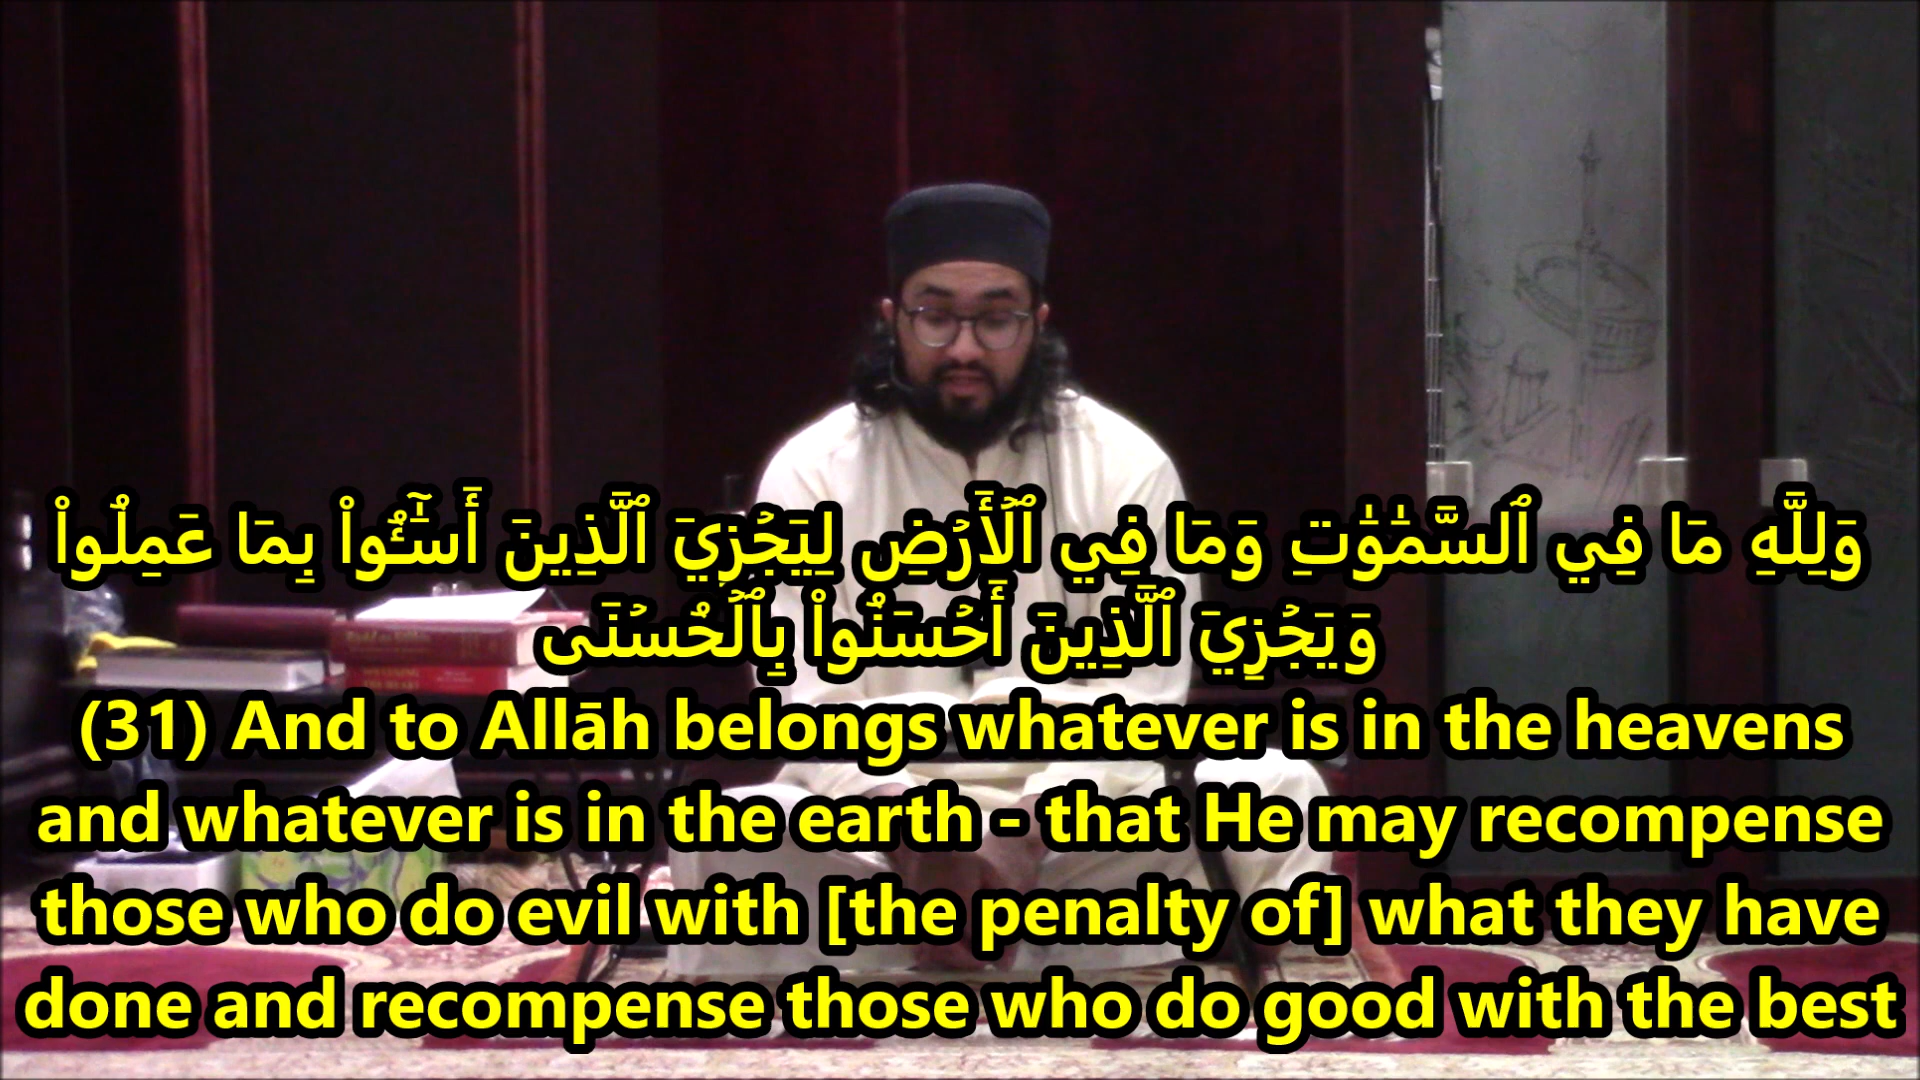 وَلِلَّهِ مَا فِي ٱلسَّمَٰوَٰتِ وَمَا فِي ٱلۡأَرۡضِ لِيَجۡزِيَ ٱلَّذِينَ أَسَٰٓـُٔواْ بِمَا عَمِلُواْ
وَيَجۡزِيَ ٱلَّذِينَ أَحۡسَنُواْ بِٱلۡحُسۡنَى
(31) And to Allāh belongs whatever is in the heavens
and whatever is in the earth - that He may recompense
those who do evil with [the penalty of] what they have
done and recompense those who do good with the best